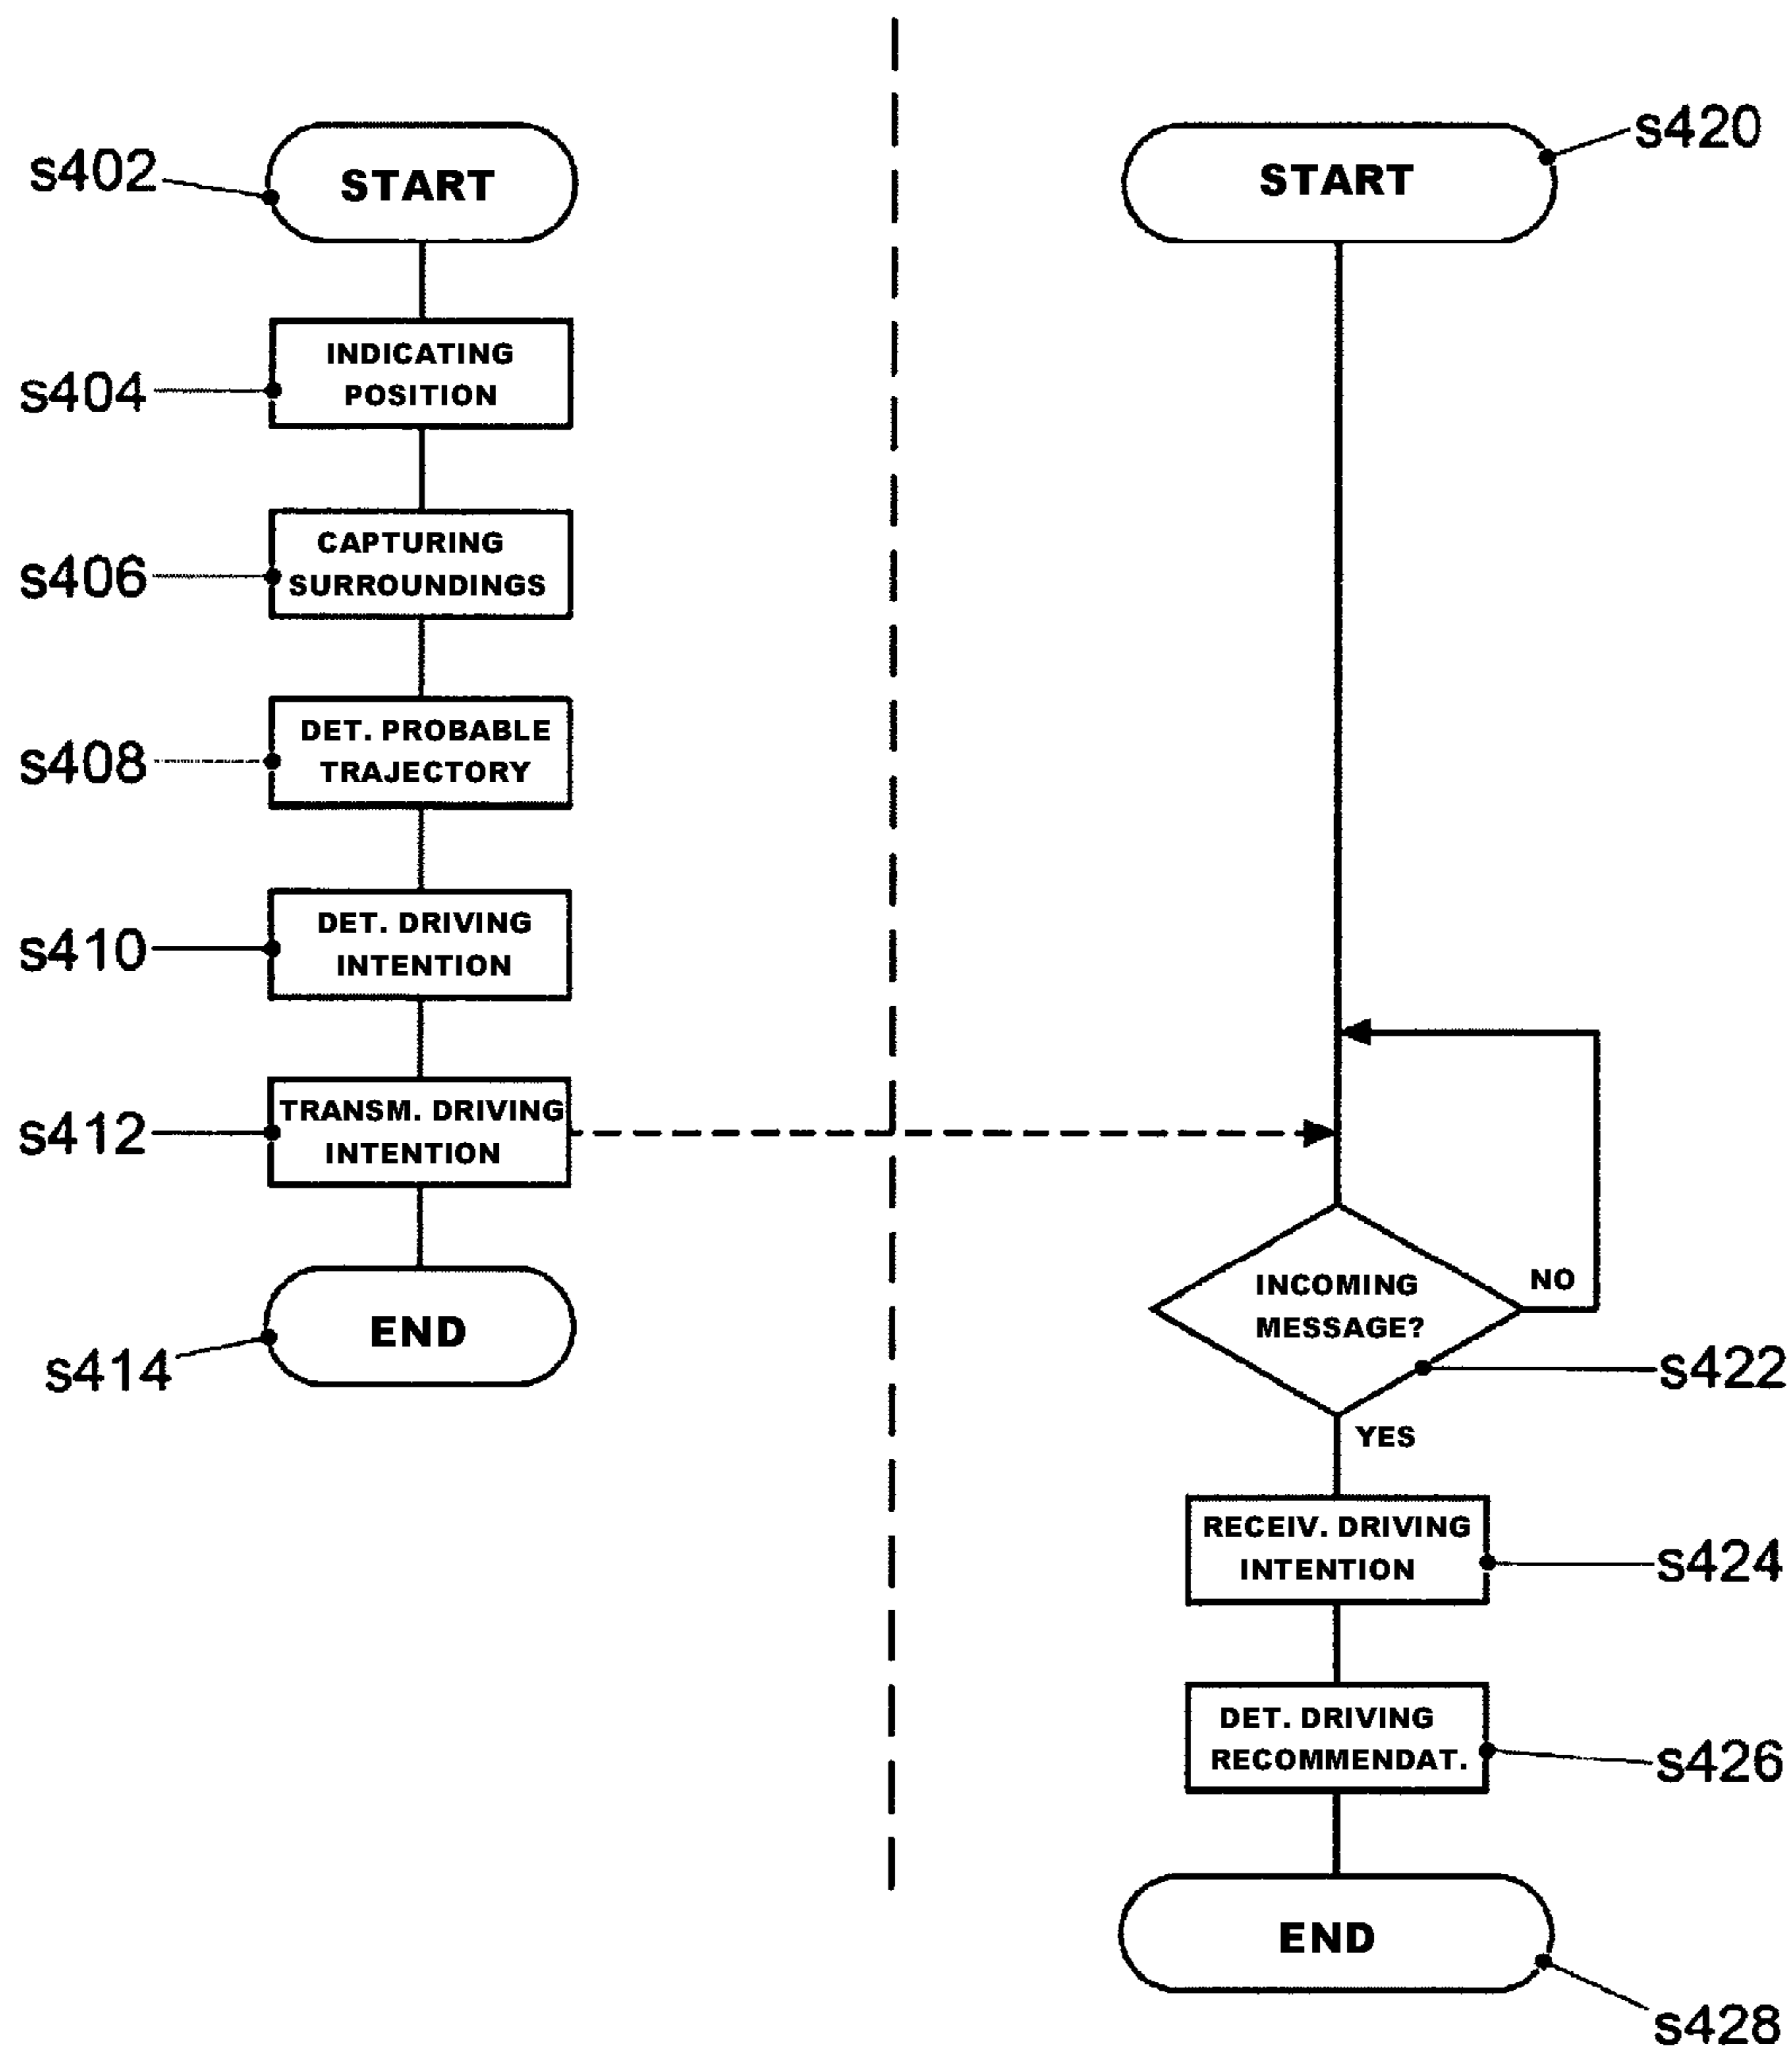 s402
START
s404
INDICATING
POSITION
s406
CAPTURING
SURROUNDINGS
s408
DET. PROBABLE
TRAJECTORY
s410
DET. DRIVING
INTENTION
s412
TRANSM. DRIVING
INTENTION
s414
END
START
s420
INCOMING
MESSAGE?
NO
s422
YES
RECEIV. DRIVING
INTENTION
s424
DET. DRIVING
RECOMMENDAT.
s426
END
s428